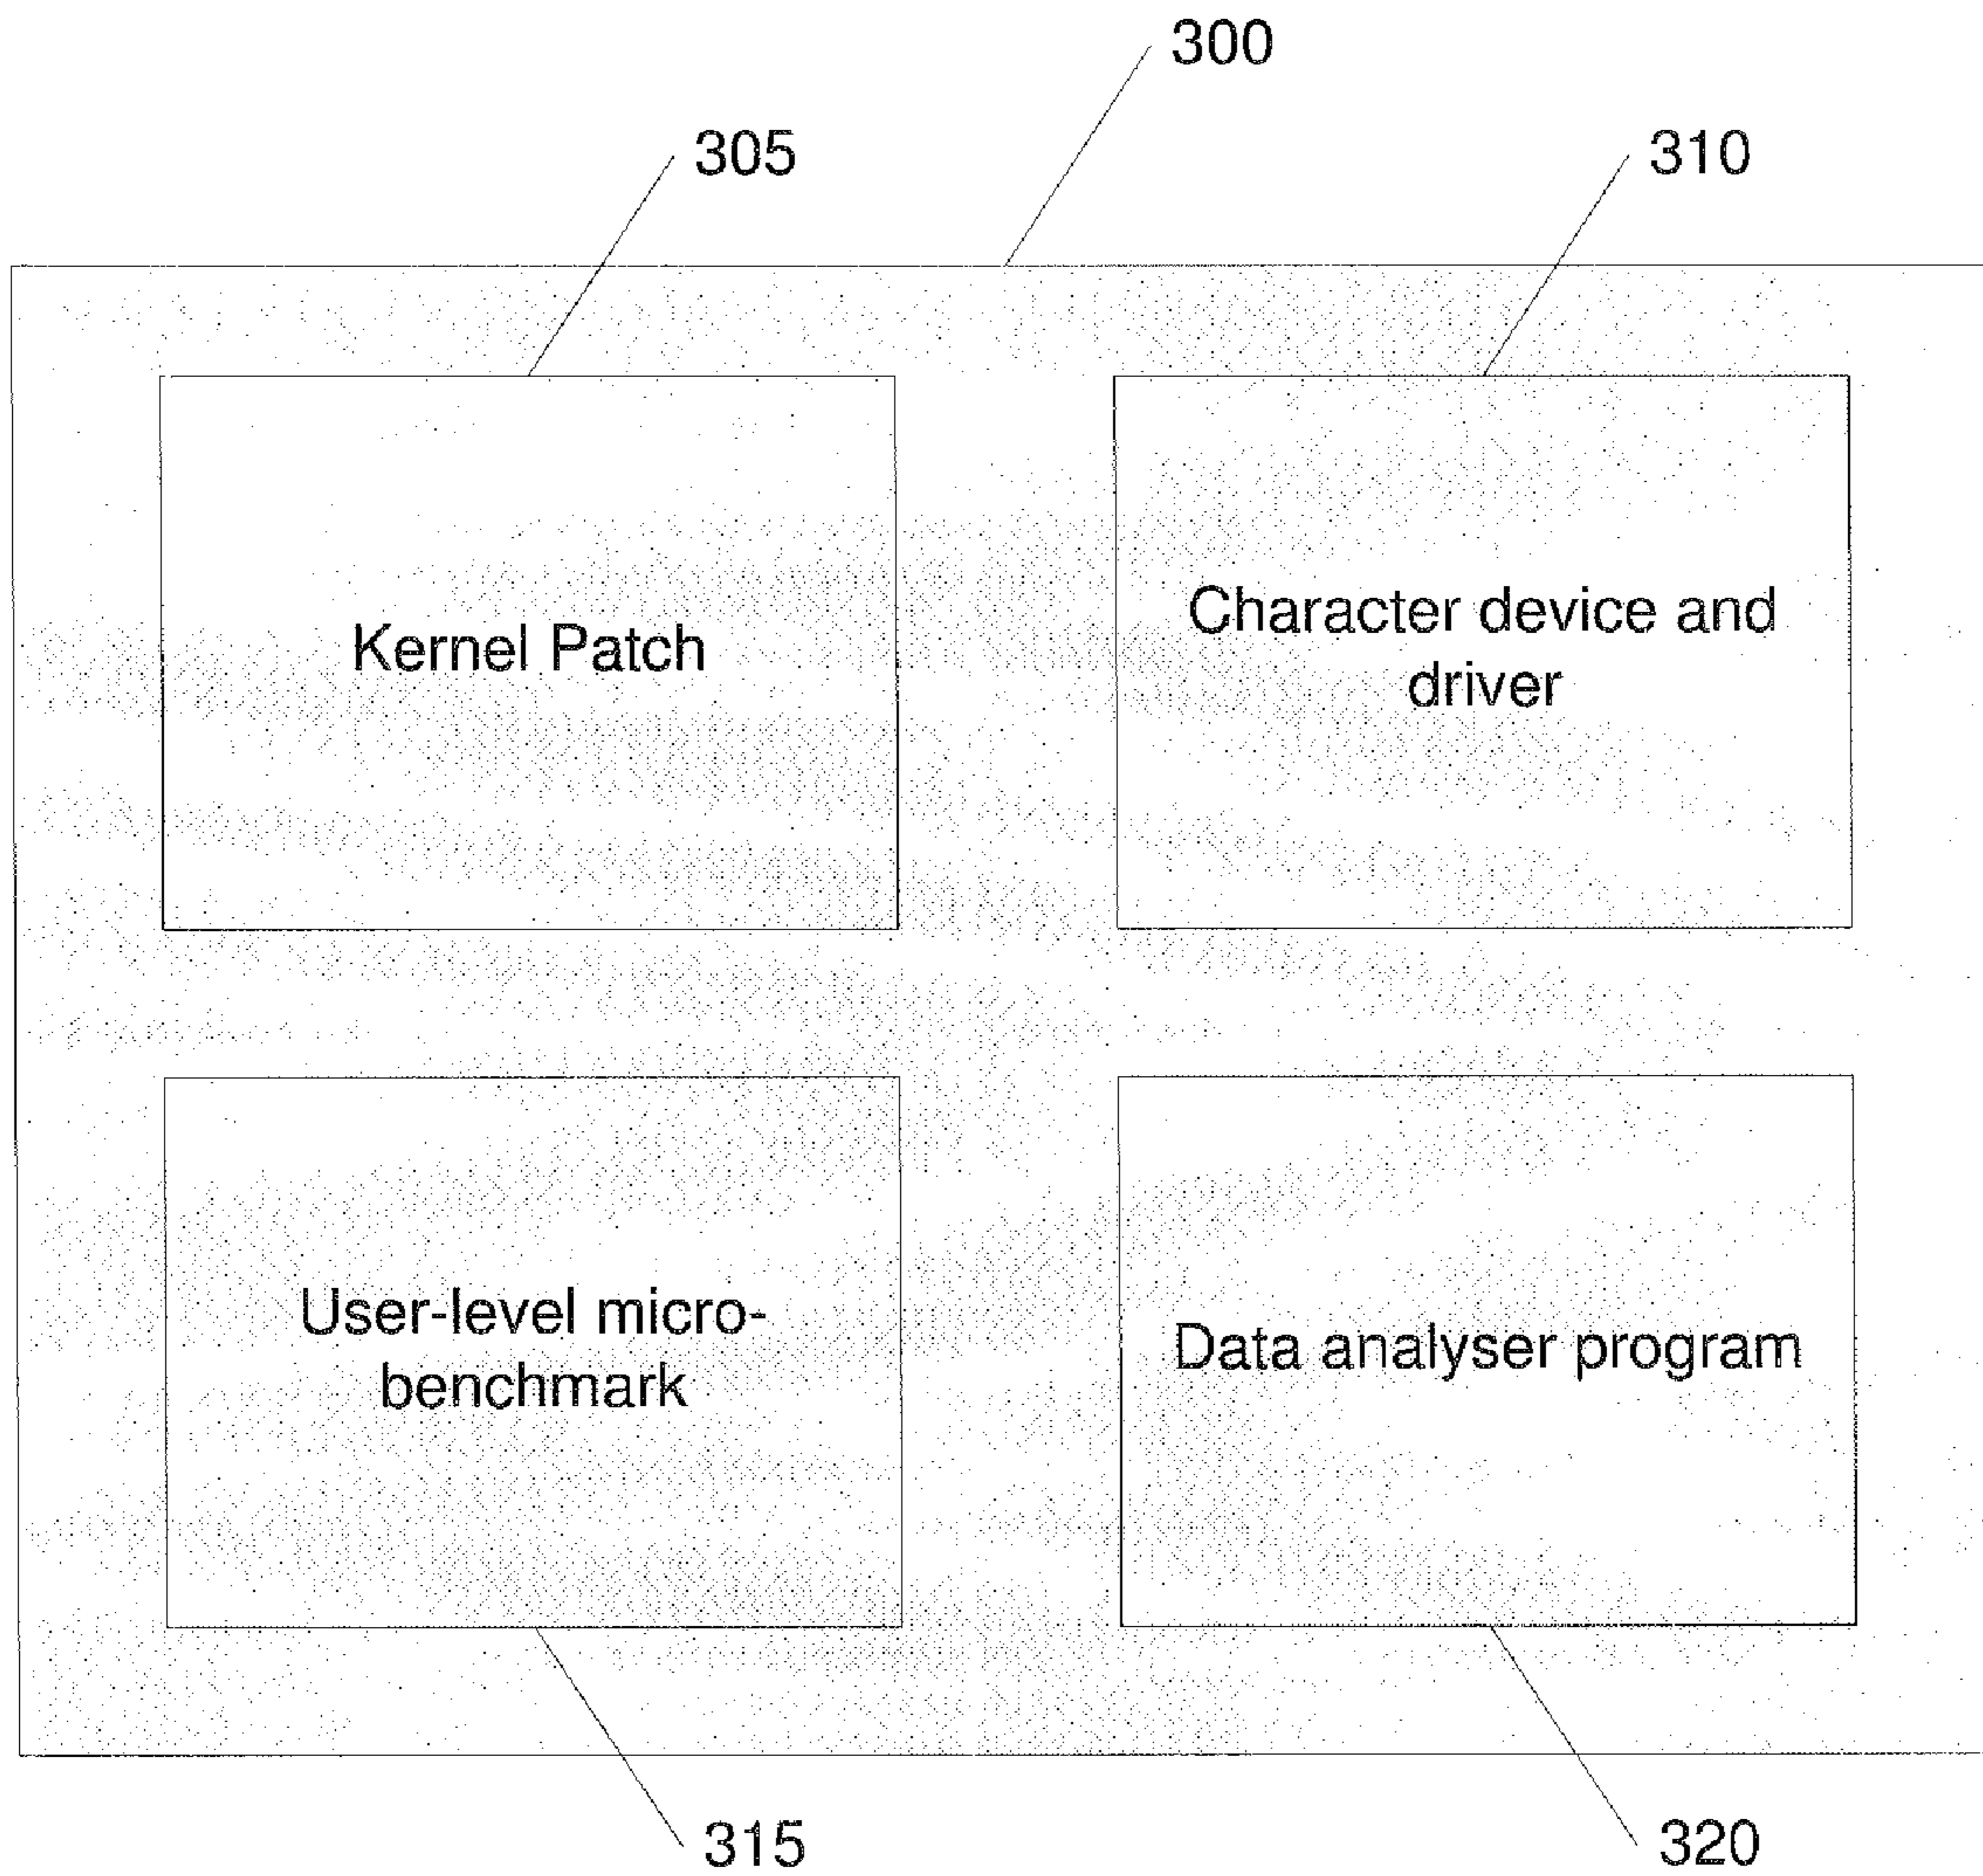 300
305
310
Kernel Patch
Character device and
driver
User-level micro-
benchmark
Data analyser program
315
320